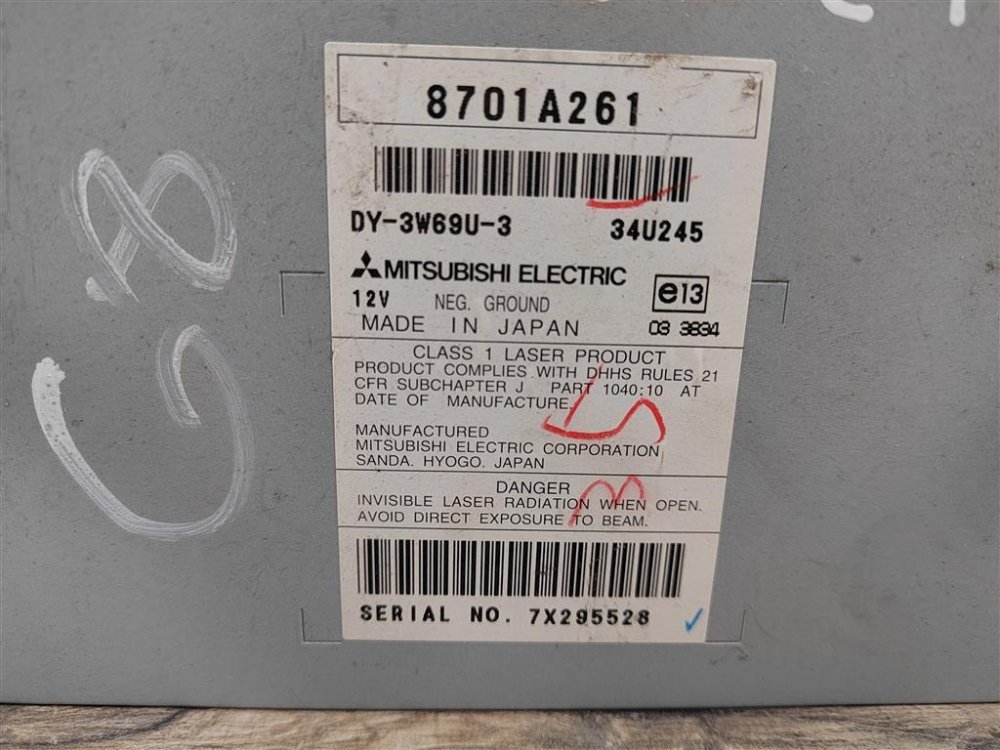 8701A261
DY-3W69U-3 34U245
MITSUBISHI ELECTRIC
e13
12V NEG. GROUND
MADE IN JAPAN 03 3834
CLASS 1 LASER PRODUCT
PRODUCT COMPLIES WITH DHHS RULES 21
CFR SUBCHAPTER J PART 1040:10 AT
DATE OF MANUFACTURE.
MANUFACTURED
MITSUBISHI ELECTRIC CORPORATION
SANDA. HYOGO. JAPAN
DANGER
INVISIBLE LASER RADIATION WHEN OPEN.
AVOID DIRECT EXPOSURE TO BEAM.
SERIAL NO. 7X295528